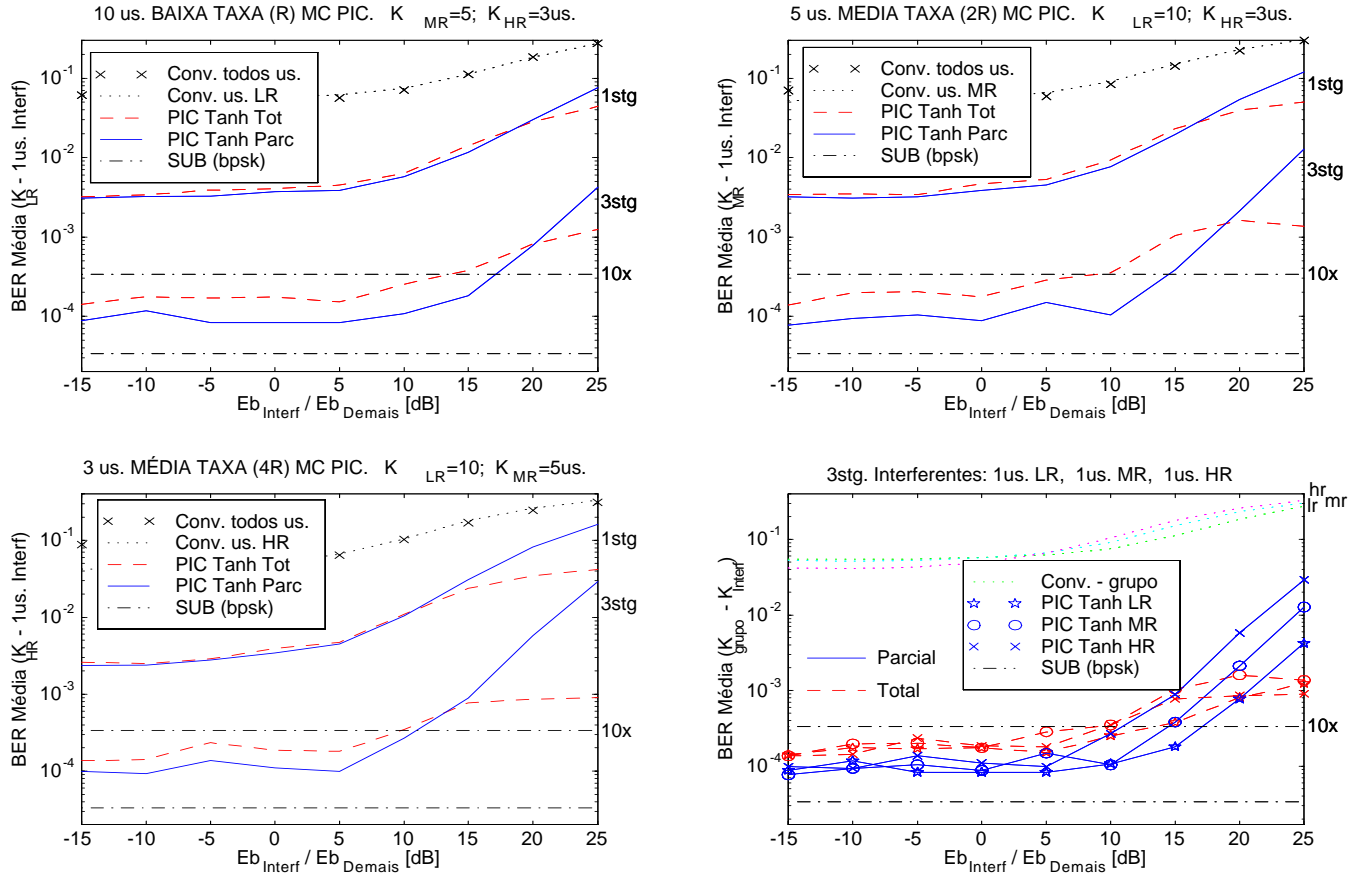 10 us. BAIXA TAXA (R) MC PIC. K MR=5; K HR=3us.
BER Média (K LR - 1us. Interf)
10-1
10-2
10-3
10-4
Conv. todos us.
Conv. us. LR
PIC Tanh Tot
PIC Tanh Parc
SUB (bpsk)
1stg
3stg
10x
-15 -10 -5 0 5 10 15 20 25
Eb Interf / Eb Demais [dB]
5 us. MEDIA TAXA (2R) MC PIC. K LR=10; K HR=3us.
BER Média (K MR - 1us. Interf)
10-1
10-2
10-3
10-4
Conv. todos us.
Conv. us. MR
PIC Tanh Tot
PIC Tanh Parc
SUB (bpsk)
1stg
3stg
10x
-15 -10 -5 0 5 10 15 20 25
Eb Interf / Eb Demais [dB]
3 us. MÉDIA TAXA (4R) MC PIC. K LR=10; K MR=5us.
BER Média (K HR - 1us. Interf)
10-1
10-2
10-3
10-4
Conv. todos us.
Conv. us. HR
PIC Tanh Tot
PIC Tanh Parc
SUB (bpsk)
1stg
3stg
10x
-15 -10 -5 0 5 10 15 20 25
Eb Interf / Eb Demais [dB]
3stg. Interferentes: 1us. LR, 1us. MR, 1us. HR
BER Média (K grupo - K Interf)
10-1
10-2
10-3
10-4
hr
lr mr
Conv. - grupo
PIC Tanh LR
PIC Tanh MR
PIC Tanh HR
SUB (bpsk)
Parcial
Total
10x
-15 -10 -5 0 5 10 15 20 25
Eb Interf / Eb Demais [dB]